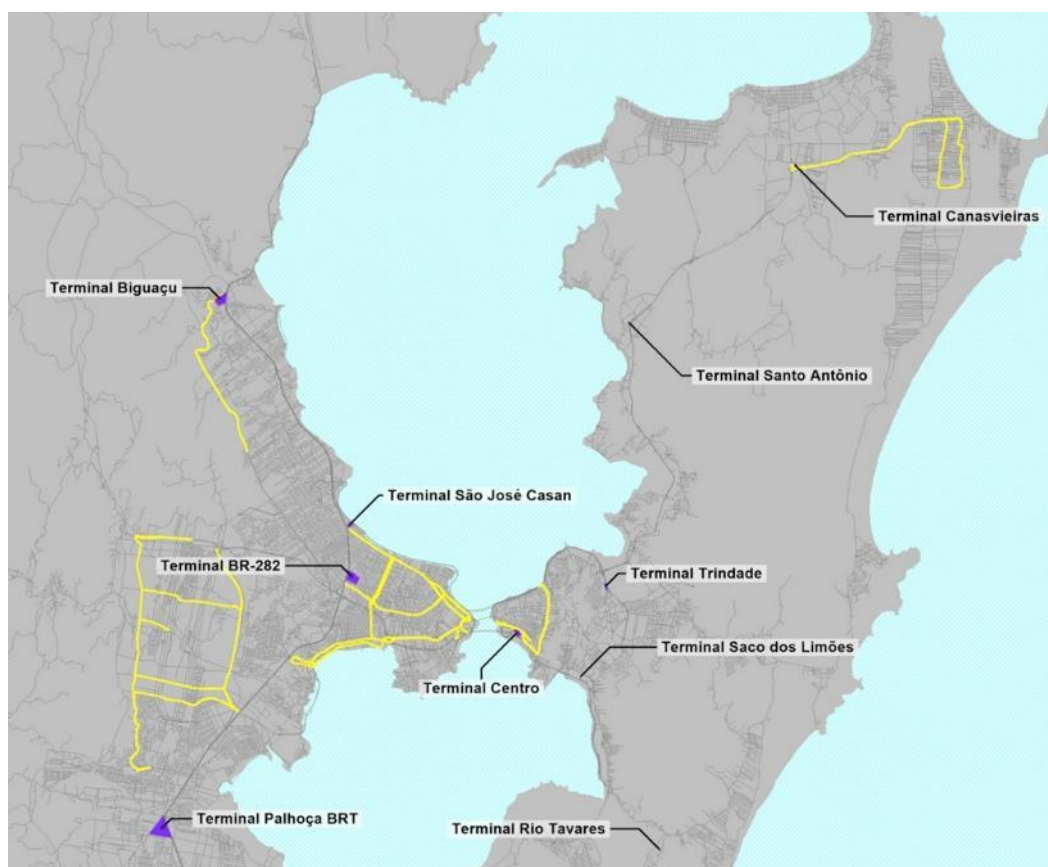 Terminal Canasvieiras
Terminal Biguaçu
Terminal Santo Antônio
Terminal São José Casan
Terminal BR-282
Terminal Trindade
Terminal Saco dos Limões
Terminal Centro
Terminal Palhoça BRT
Terminal Rio Tavares